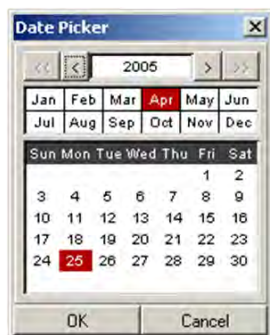 Date Picker
<< < 2005 > >>
Jan Feb Mar Apr May Jun
Jul Aug Sep Oct Nov Dec
Sun Mon Tue Wed Thu Fri Sat
1 2
3 4 5 6 7 8 9
10 11 12 13 14 15 16
17 18 19 20 21 22 23
24 25 26 27 28 29 30
OK Cancel